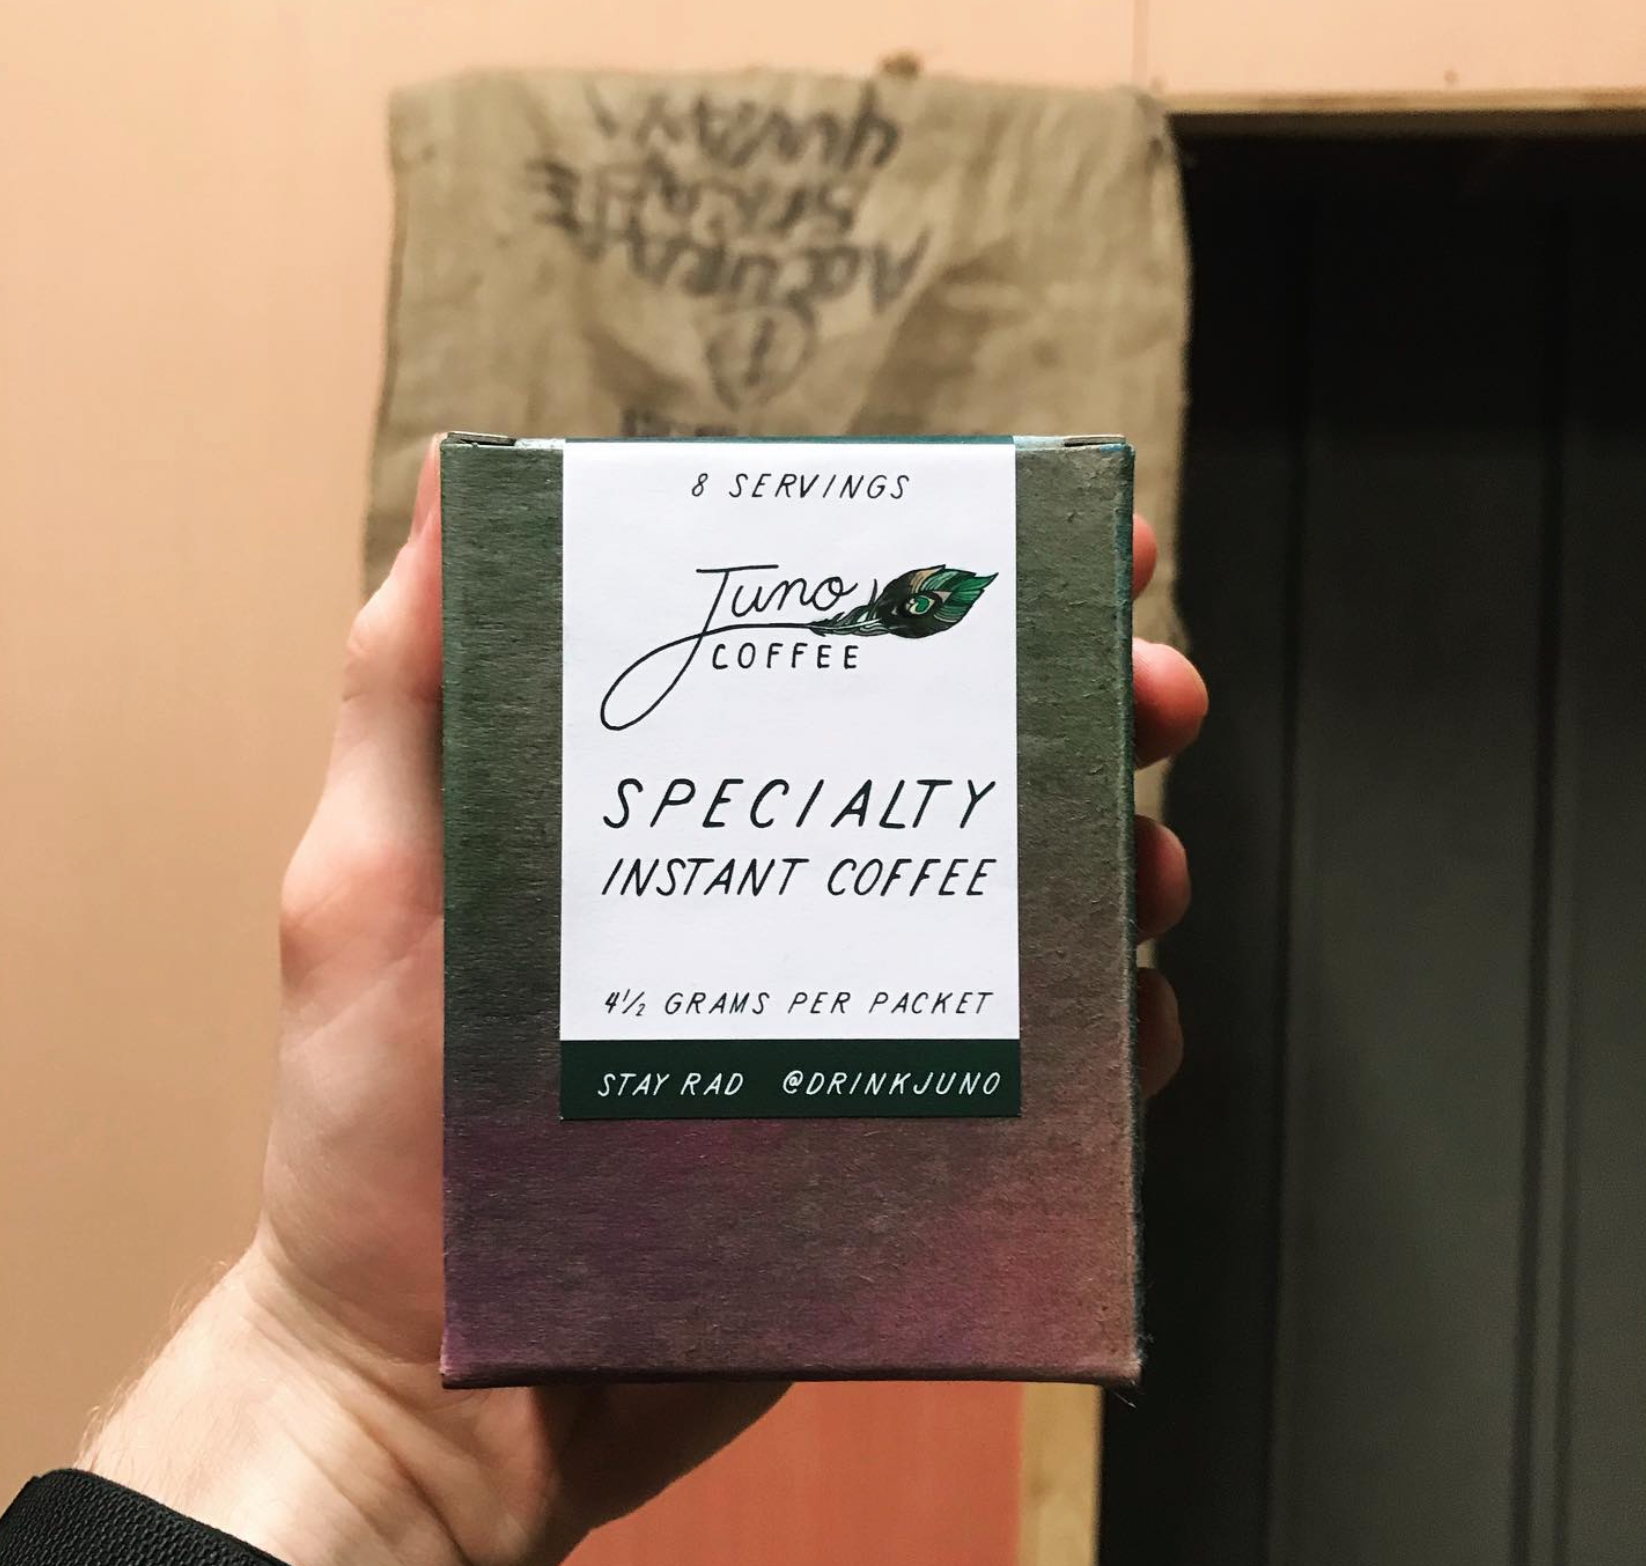 8 SERVINGS
Juno
COFFEE
SPECIALTY
INSTANT COFFEE
4½ GRAMS PER PACKET
STAY RAD @DRINKJUNO